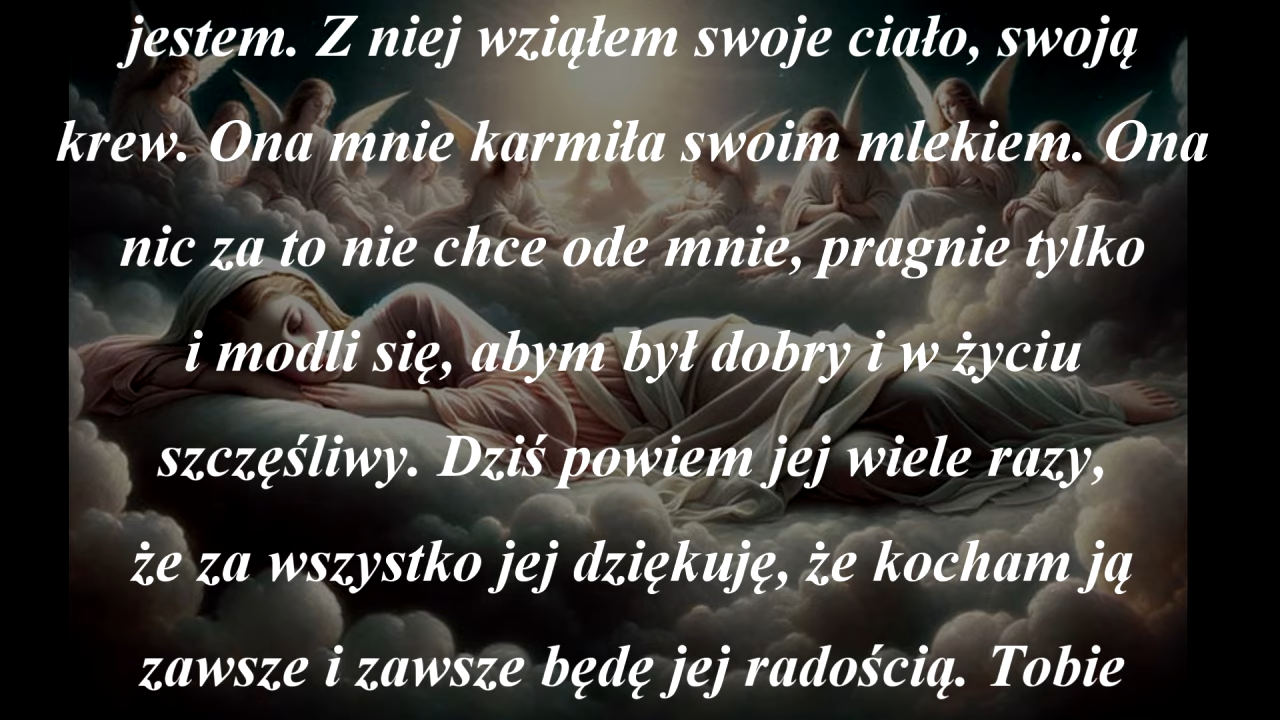 jestem. Z niej wziąłem swoje ciało, swoją
krew. Ona mnie karmiła swoim mlekiem. Ona
nic za to nie chce ode mnie, pragnie tylko
i modli się, abym był dobry i w życiu
szczęśliwy. Dziś powiem jej wiele razy,
że za wszystko jej dziękuję, że kocham ją
zawsze i zawsze będę jej radością. Tobie